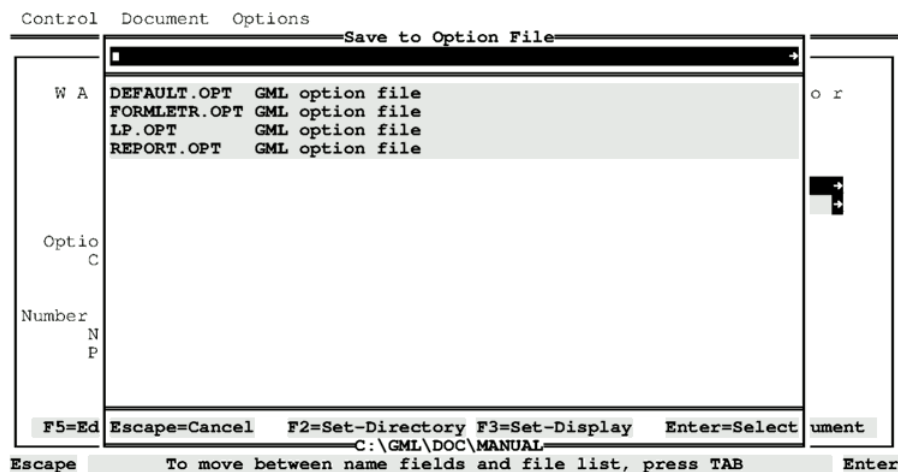 Control Document Options
Save to Option File
W A
o r
DEFAULT.OPT GML option file
FORMLETR.OPT GML option file
LP.OPT GML option file
REPORT.OPT GML option file
Optio
C
Number
N
P
F5=Ed Escape=Cancel F2=Set-Directory F3=Set-Display Enter=Select ument
C:\GML\DOC\MANUAL
Escape To move between name fields and file list, press TAB Enter